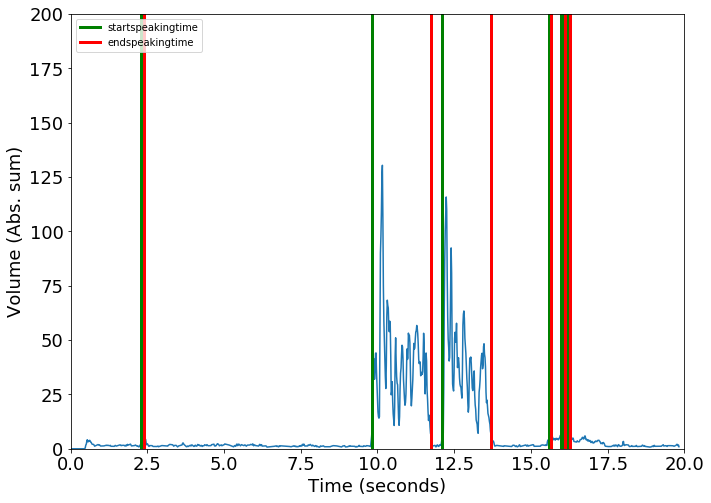 startspeakingtime
endspeakingtime
200
175
150
125
100
75
50
25
0
Volume (Abs. sum)
0.0 2.5 5.0 7.5 10.0 12.5 15.0 17.5 20.0
Time (seconds)